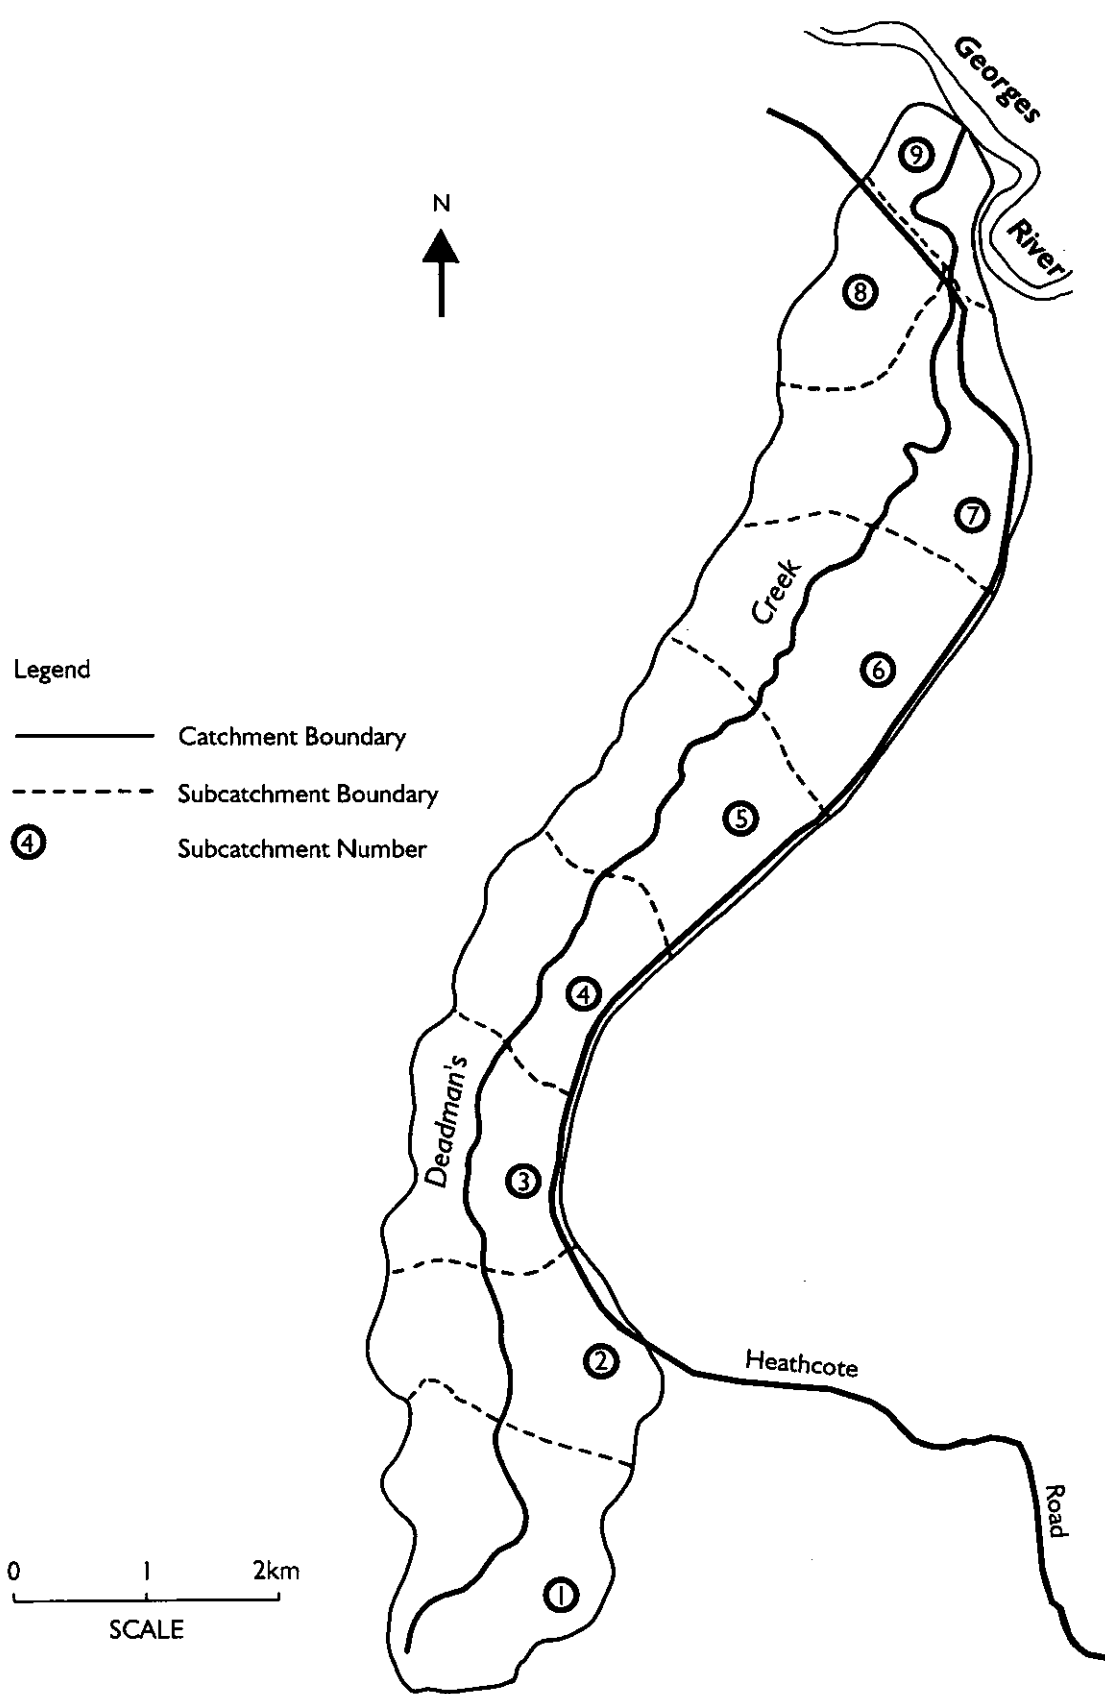 Georges
River
9
N
8
7
Creek
6
Legend
Catchment Boundary
5
Subcatchment Boundary
4
Subcatchment Number
4
Deadman's
3
2
Heathcote
Road
0 1 2km
1
SCALE